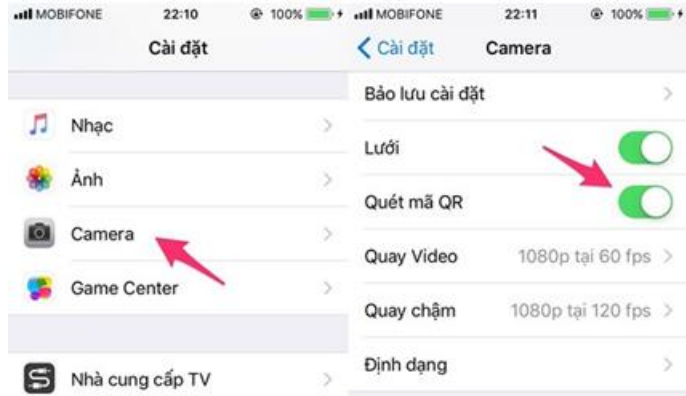 MOBIFONE 22:10 100%
Cài đặt
Nhạc
Ảnh
Camera
Game Center
Nhà cung cấp TV
MOBIFONE 22:11 100%
Cài đặt Camera
Bảo lưu cài đặt
Lưới
Quét mã QR
Quay Video 1080p tại 60 fps
Quay chậm 1080p tại 120 fps
Định dạng